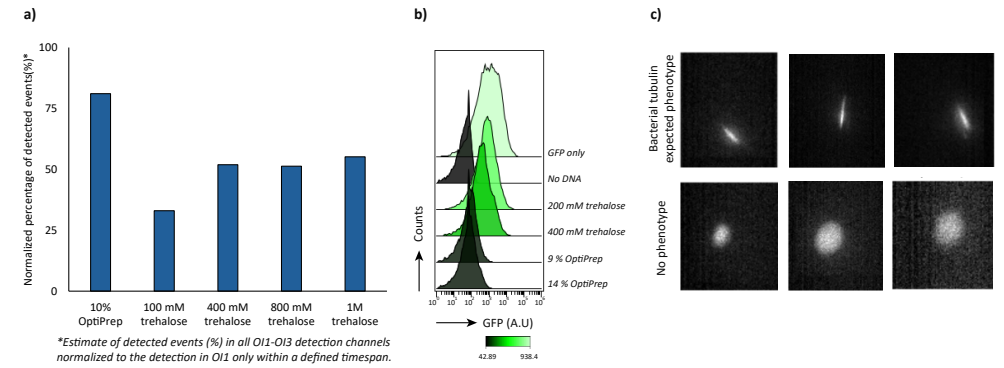 a)
Normalized percentage of detected events(%)*
100
75
50
25
0
10%
OptiPrep
100 mM
trehalose
400 mM
trehalose
800 mM
trehalose
1M
trehalose
*Estimate of detected events (%) in all OI1-OI3 detection channels
normalized to the detection in OI1 only within a defined timespan.
b)
Counts
GFP only
No DNA
200 mM trehalose
400 mM trehalose
9 % OptiPrep
14 % OptiPrep
GFP (A.U)
42.89
938.4
c)
Bacterial tubulin
expected phenotype
No phenotype